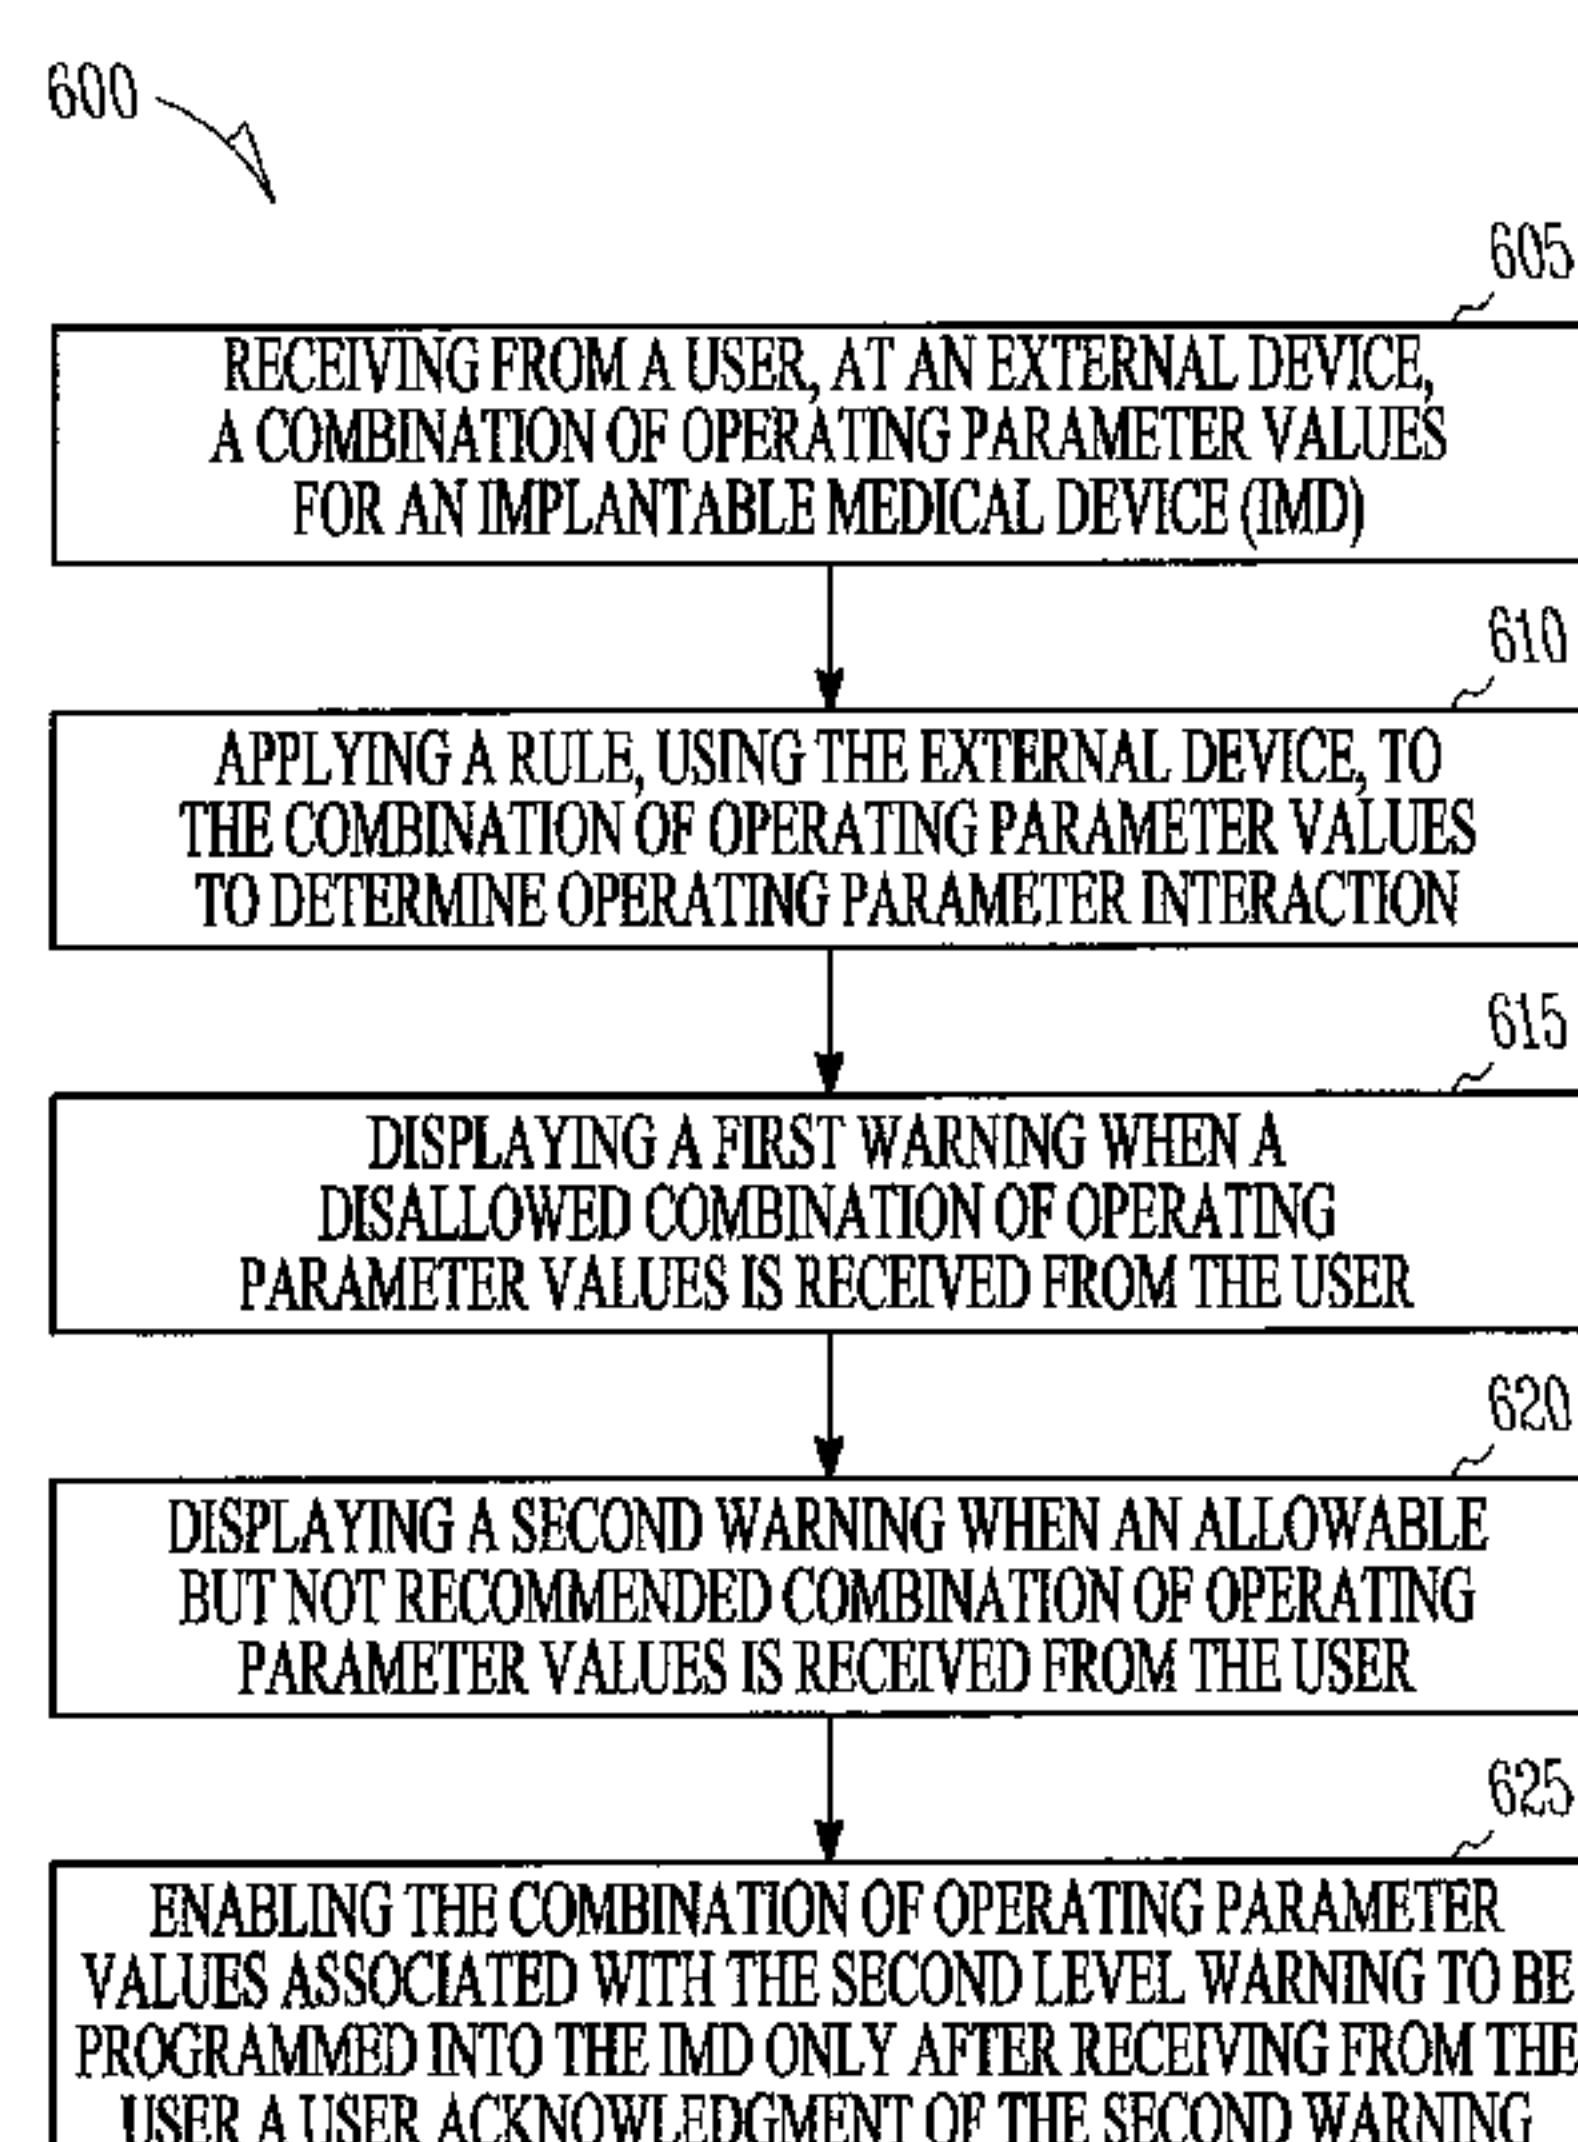 600
605
RECEIVING FROM A USER, AT AN EXTERNAL DEVICE,
A COMBINATION OF OPERATING PARAMETER VALUES
FOR AN IMPLANTABLE MEDICAL DEVICE (IMD)
610
APPLYING A RULE, USING THE EXTERNAL DEVICE, TO
THE COMBINATION OF OPERATING PARAMETER VALUES
TO DETERMINE OPERATING PARAMETER INTERACTION
615
DISPLAYING A FIRST WARNING WHEN A
DISALLOWED COMBINATION OF OPERATING
PARAMETER VALUES IS RECEIVED FROM THE USER
620
DISPLAYING A SECOND WARNING WHEN AN ALLOWABLE
BUT NOT RECOMMENDED COMBINATION OF OPERATING
PARAMETER VALUES IS RECEIVED FROM THE USER
625
ENABLING THE COMBINATION OF OPERATING PARAMETER
VALUES ASSOCIATED WITH THE SECOND LEVEL WARNING TO BE
PROGRAMMED INTO THE IMD ONLY AFTER RECEIVING FROM THE
USER A USER ACKNOWLEDGMENT OF THE SECOND WARNING